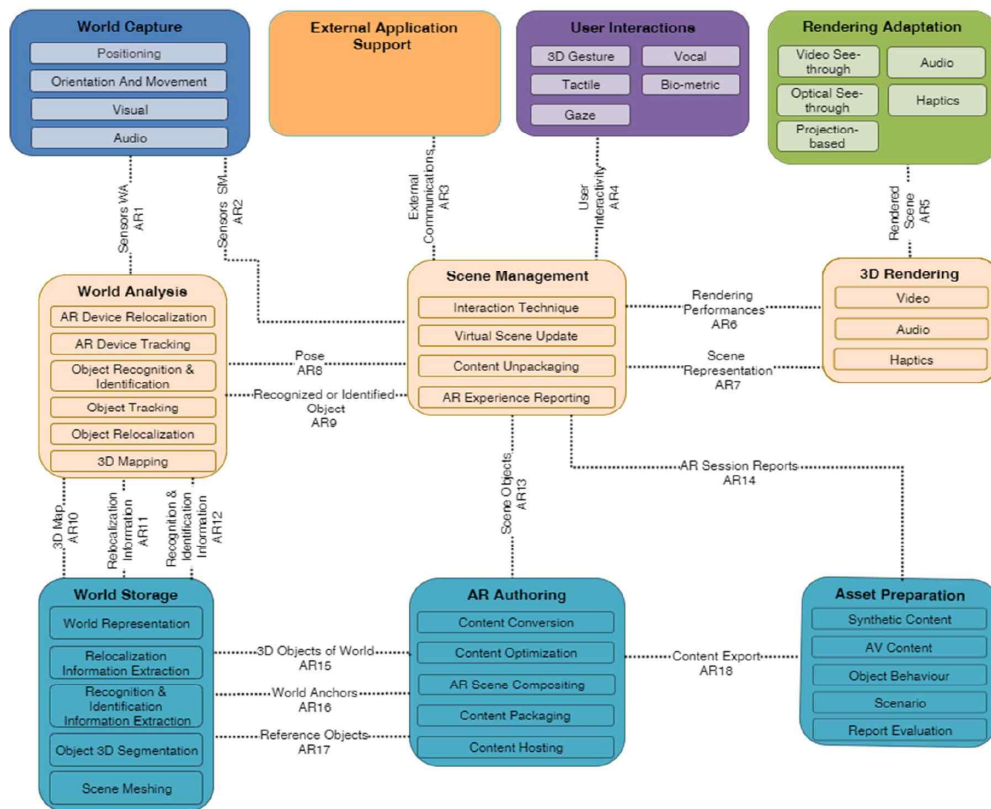 World Capture
Positioning
Orientation And Movement
Visual
Audio
External Application
Support
User Interactions
3D Gesture
Vocal
Tactile
Bio-metric
Gaze
Rendering Adaptation
Video See-
through
Audio
Optical See-
through
Haptics
Projection-
based
Sensors WA
AR1
Sensors SM
AR2
External
Communications
AR3
User
Interactivity
AR4
Rendered
Scene
AR5
World Analysis
AR Device Relocalization
AR Device Tracking
Object Recognition &
Identification
Object Tracking
Object Relocalization
3D Mapping
Pose
AR8
Recognized or Identified
Object
AR9
Scene Management
Interaction Technique
Virtual Scene Update
Content Unpackaging
AR Experience Reporting
Rendering
Performances
AR6
Scene
Representation
AR7
3D Rendering
Video
Audio
Haptics
3D Map
AR10
Relocalization
Information
AR11
Recognition &
Identification
Information
AR12
Scene Objects
AR13
AR Session Reports
AR14
World Storage
World Representation
Relocalization
Information Extraction
Recognition &
Identification
Information Extraction
Object 3D Segmentation
Scene Meshing
3D Objects of World
AR15
World Anchors
AR16
Reference Objects
AR17
AR Authoring
Content Conversion
Content Optimization
AR Scene Compositing
Content Packaging
Content Hosting
Content Export
AR18
Asset Preparation
Synthetic Content
AV Content
Object Behaviour
Scenario
Report Evaluation